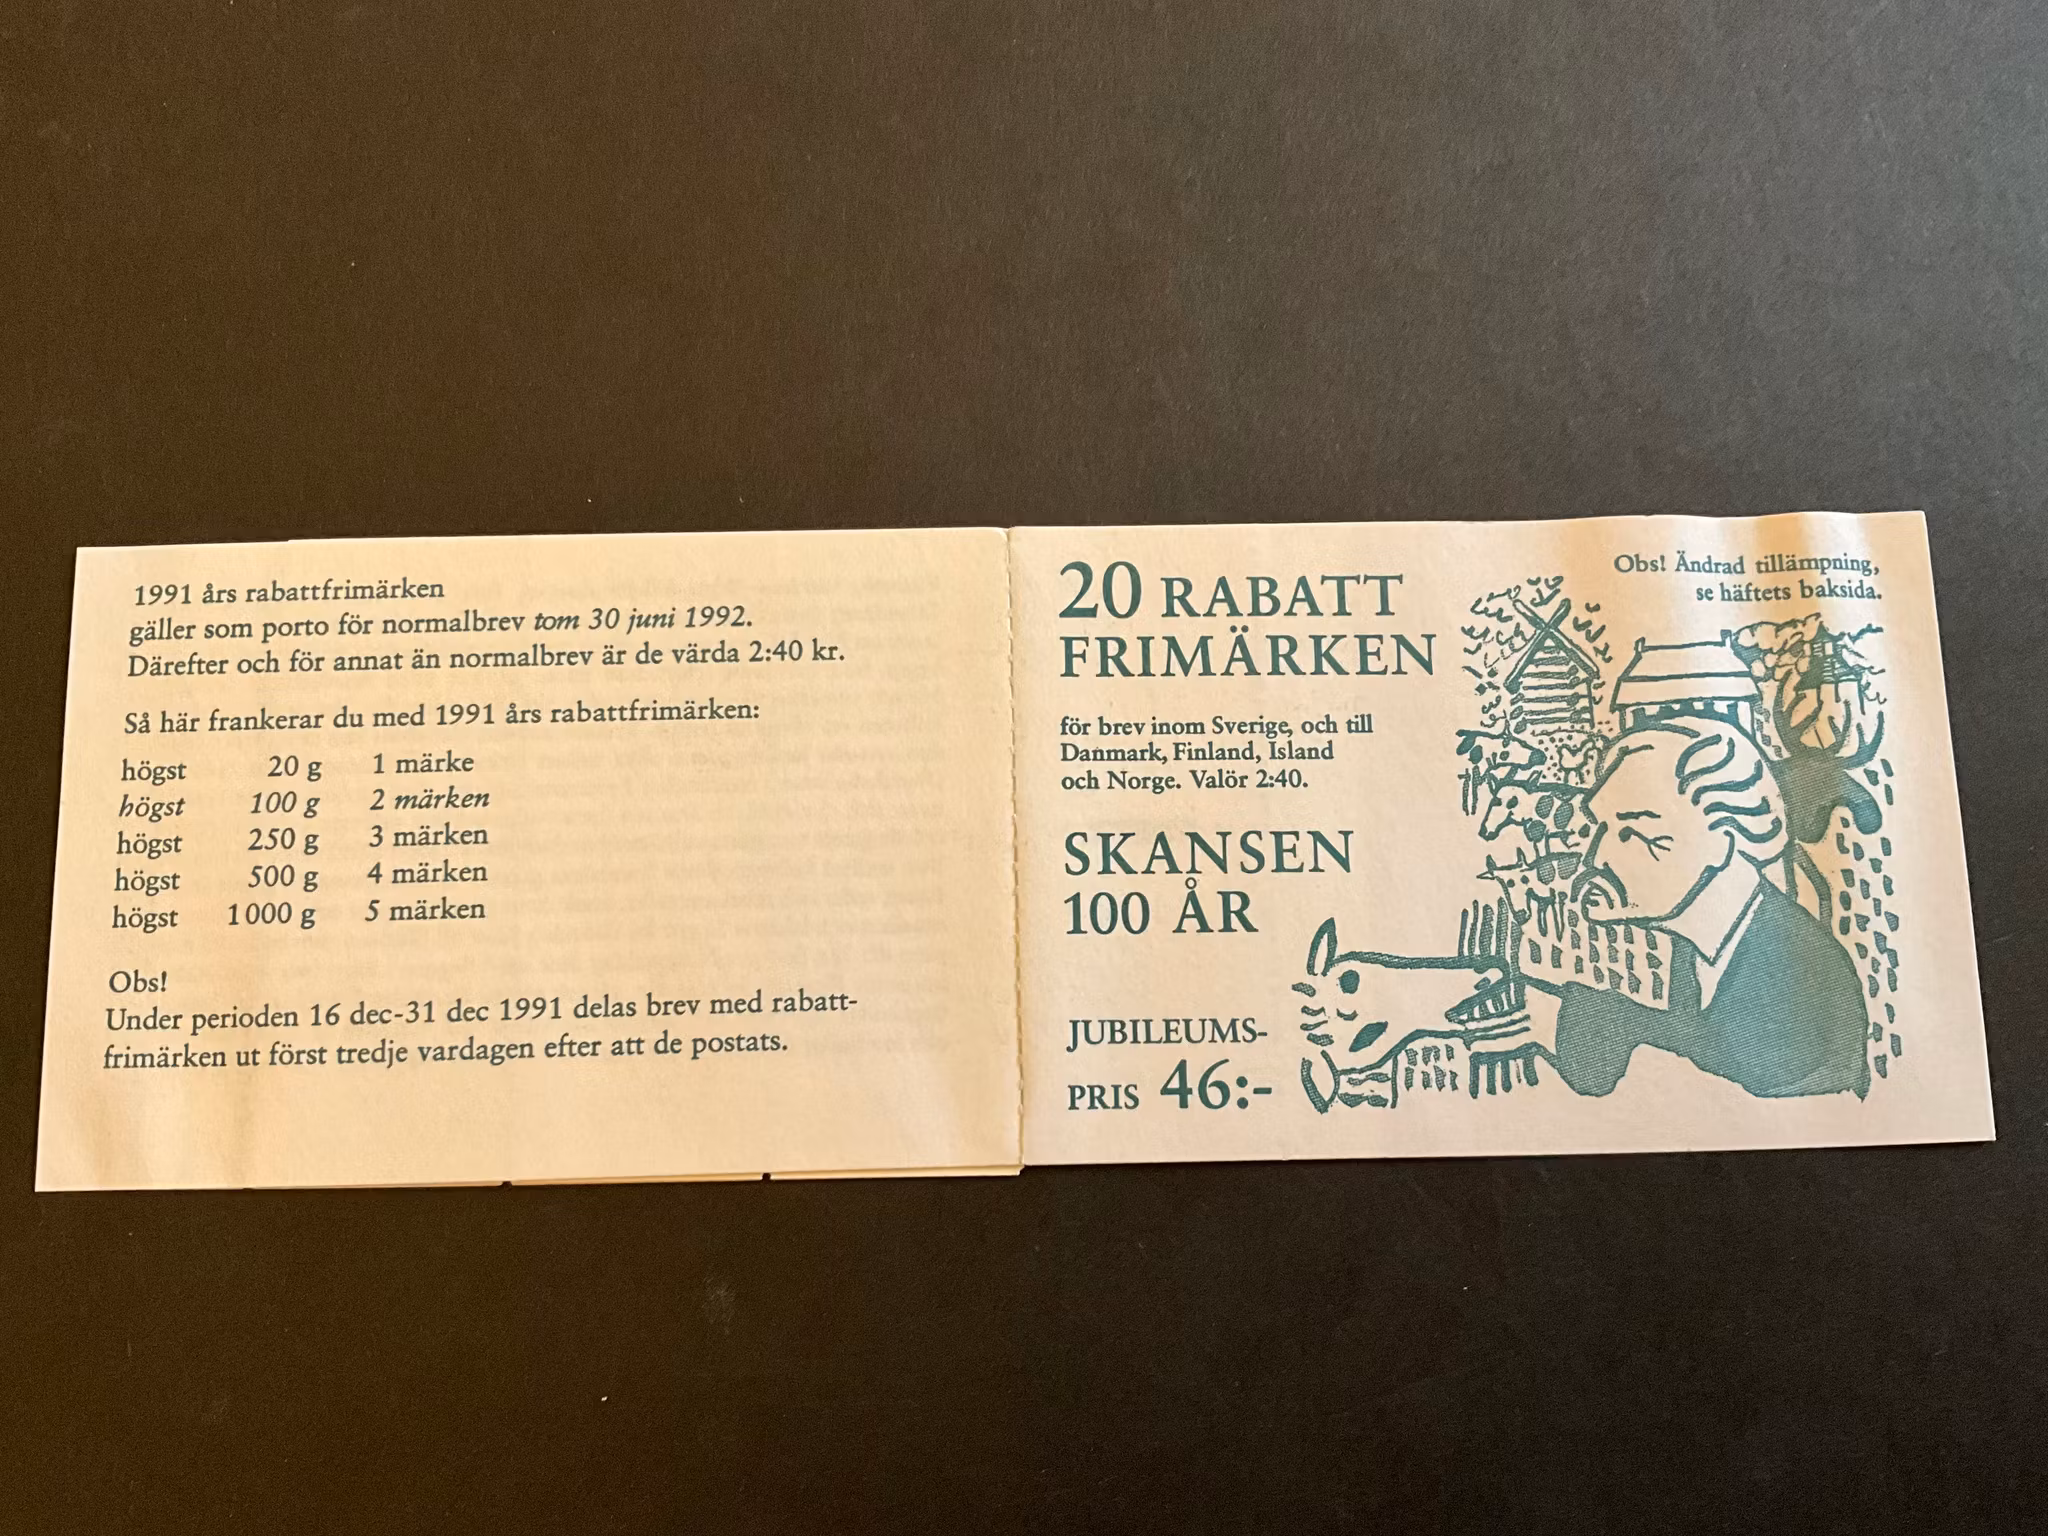 1991 års rabattfrimärken
gäller som porto för normalbrev tom 30 juni 1992.
Därefter och för annat än normalbrev är de värda 2:40 kr.
Så här frankerar du med 1991 års rabattfrimärken:
högst 20 g 1 märke
högst 100 g 2 märken
högst 250 g 3 märken
högst 500 g 4 märken
högst 1000 g 5 märken
Obs!
Under perioden 16 dec-31 dec 1991 delas brev med rabatt-
frimärken ut först tredje vardagen efter att de postats.
20 RABATT
FRIMÄRKEN
Obs! Ändrad tillämpning,
se häftets baksida.
för brev inom Sverige, och till
Danmark, Finland, Island
och Norge. Valör 2:40.
SKANSEN
100 ÅR
JUBILEUMS-
PRIS 46:-